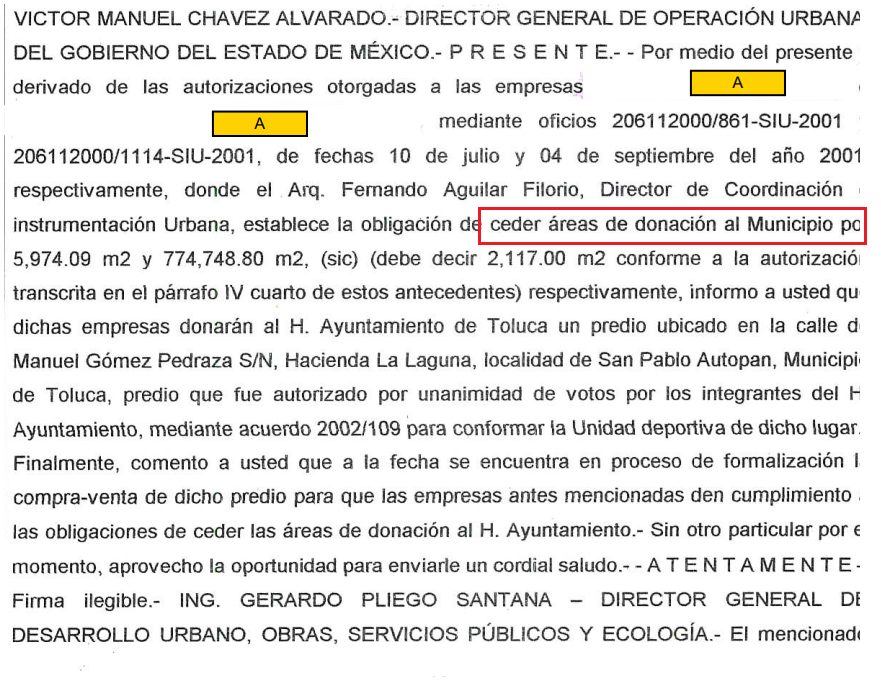 VICTOR MANUEL CHAVEZ ALVARADO.- DIRECTOR GENERAL DE OPERACIÓN URBANA
DEL GOBIERNO DEL ESTADO DE MÉXICO.- P R E S E N T E.- - Por medio del presente
derivado de las autorizaciones otorgadas a las empresas A
A mediante oficios 206112000/861-SIU-2001
206112000/1114-SIU-2001, de fechas 10 de julio y 04 de septiembre del año 2001
respectivamente, donde el Arq. Fernando Aguilar Filorio, Director de Coordinación
instrumentación Urbana, establece la obligación de ceder áreas de donación al Municipio po
5,974.09 m2 y 774,748.80 m2, (sic) (debe decir 2,117.00 m2 conforme a la autorizació
transcrita en el párrafo IV cuarto de estos antecedentes) respectivamente, informo a usted qu
dichas empresas donarán al H. Ayuntamiento de Toluca un predio ubicado en la calle d
Manuel Gómez Pedraza S/N, Hacienda La Laguna, localidad de San Pablo Autopan, Municipi
de Toluca, predio que fue autorizado por unanimidad de votos por los integrantes del H
Ayuntamiento, mediante acuerdo 2002/109 para conformar la Unidad deportiva de dicho lugar.
Finalmente, comento a usted que a la fecha se encuentra en proceso de formalización l
compra-venta de dicho predio para que las empresas antes mencionadas den cumplimiento
las obligaciones de ceder las áreas de donación al H. Ayuntamiento.- Sin otro particular por e
momento, aprovecho la oportunidad para enviarle un cordial saludo.- - A T E N T A M E N T E -
Firma ilegible.- ING. GERARDO PLIEGO SANTANA – DIRECTOR GENERAL DE
DESARROLLO URBANO, OBRAS, SERVICIOS PÚBLICOS Y ECOLOGÍA.- El mencionad